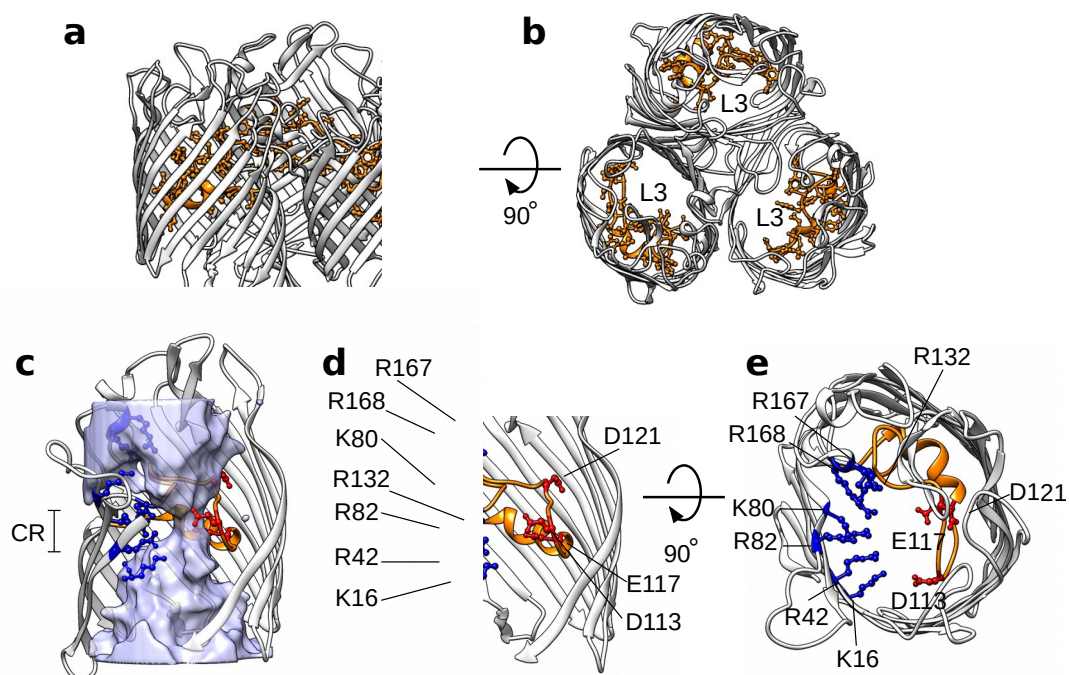 a
b
L3
L3
L3
90°
c
d
e
CR
R167
R168
K80
R132
R82
R42
K16
D121
E117
D113
90°
R132
R167
R168
K80
R82
R42
K16
D121
E117
D113